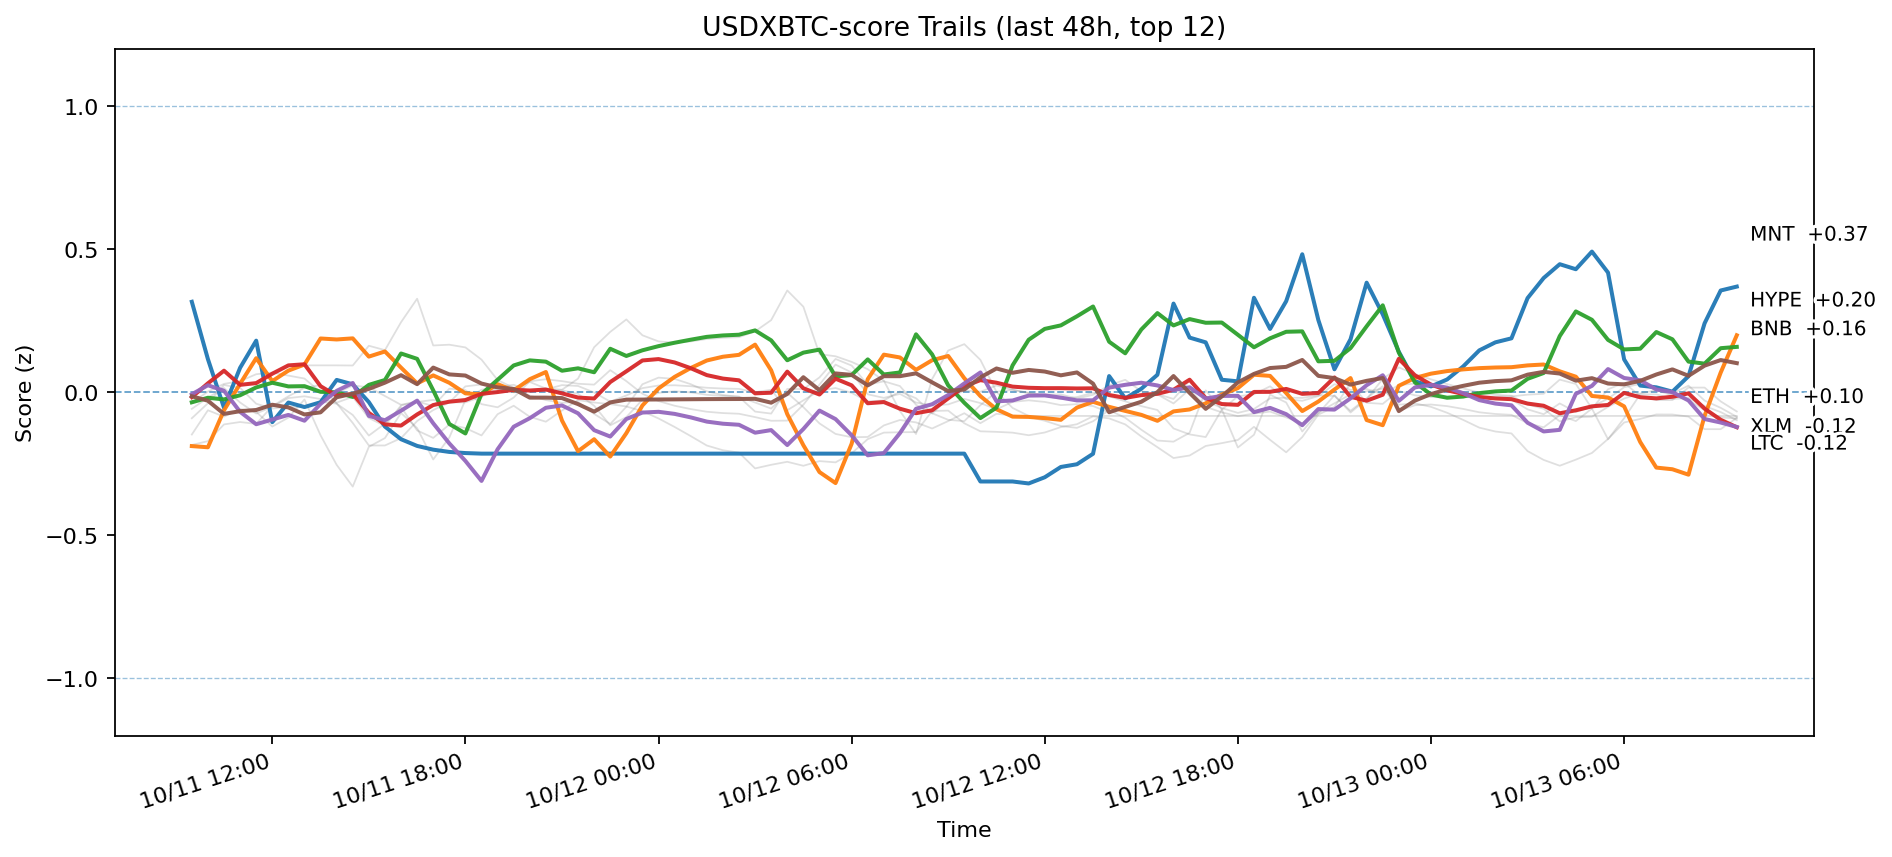 USDXBTC-score Trails (last 48h, top 12)
Score (z)
1.0
0.5
0.0
−0.5
−1.0
MNT +0.37
HYPE +0.20
BNB +0.16
ETH +0.10
XLM -0.12
LTC -0.12
10/11 12:00
10/11 18:00
10/12 00:00
10/12 06:00
10/12 12:00
10/12 18:00
10/13 00:00
10/13 06:00
Time